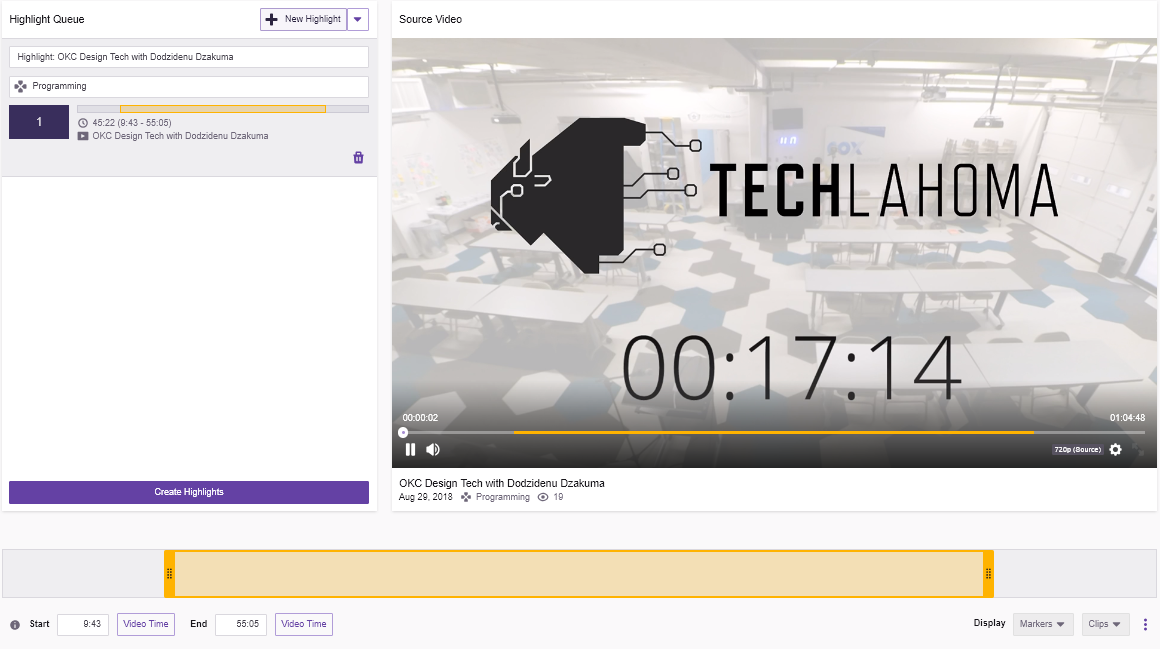 Highlight Queue
New Highlight
Highlight: OKC Design Tech with Dodzidenu Dzakuma
Programming
1
45:22 (9:43 - 55:05)
OKC Design Tech with Dodzidenu Dzakuma
Create Highlights
Source Video
TECHLAHOMA
00:17:14
00:00:02
01:04:48
720p (Source)
OKC Design Tech with Dodzidenu Dzakuma
Aug 29, 2018 Programming 19
Start 9:43 Video Time End 55:05 Video Time
Display Markers Clips